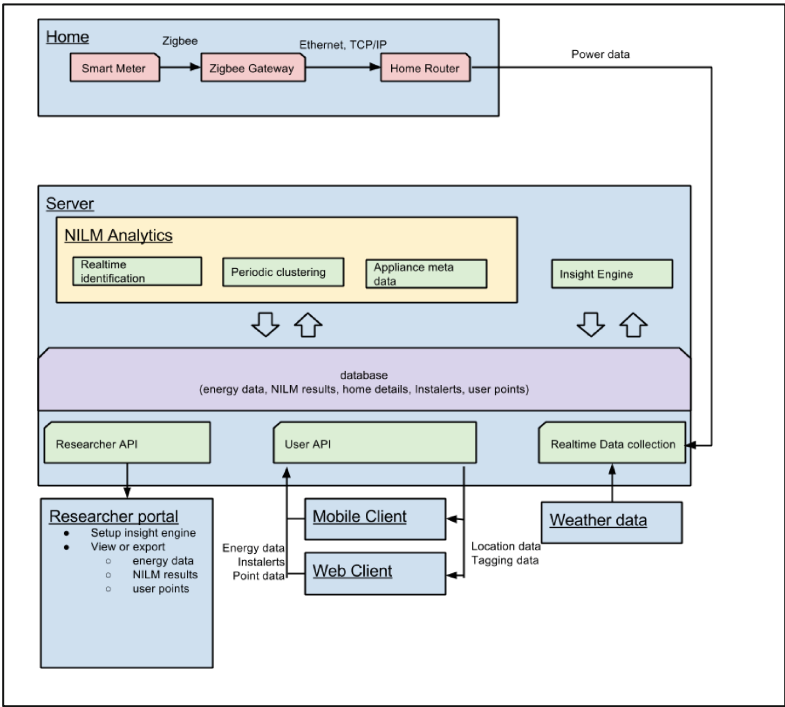 Home
Zigbee
Ethernet, TCP/IP
Smart Meter
Zigbee Gateway
Home Router
Power data
Server
NILM Analytics
Realtime
identification
Periodic clustering
Appliance meta
data
Insight Engine
database
(energy data, NILM results, home details, Instalerts, user points)
Researcher API
User API
Realtime Data collection
Researcher portal
● Setup insight engine
● View or export
○ energy data
○ NILM results
○ user points
Energy data
Instalerts
Point data
Mobile Client
Web Client
Location data
Tagging data
Weather data